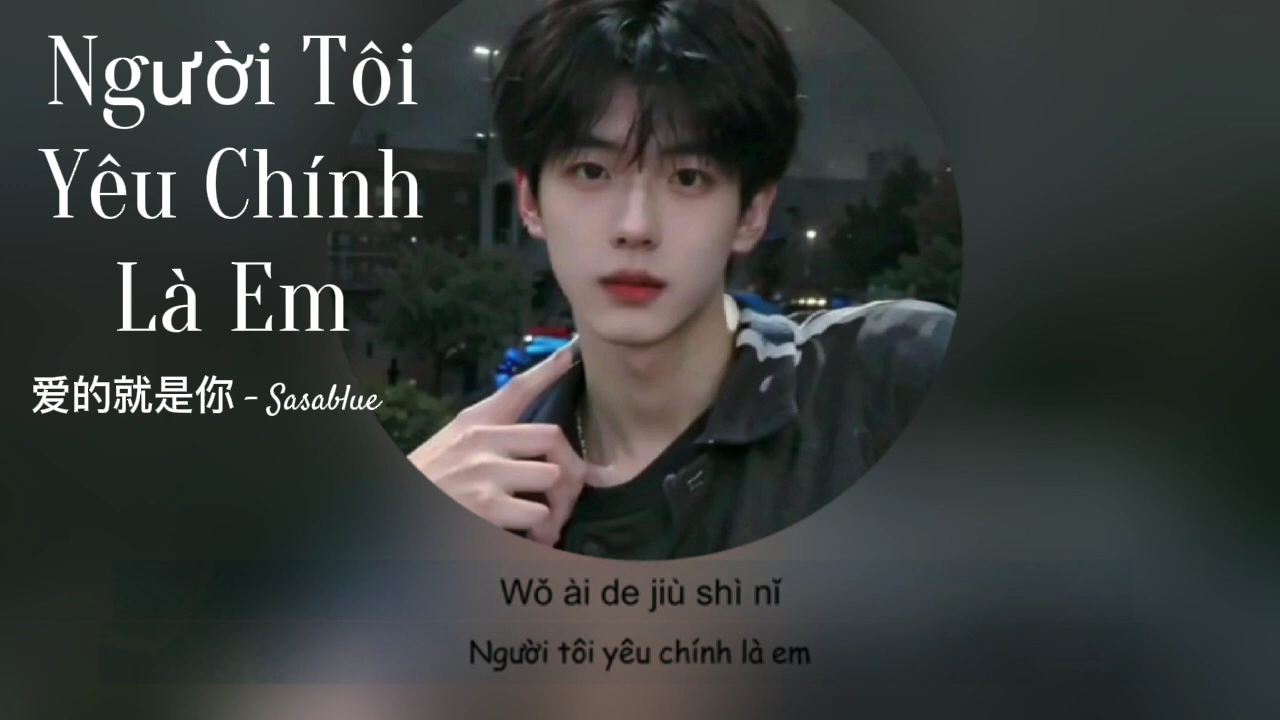 Người Tôi
Yêu Chính
Là Em
爱的就是你 - Sasablue
Wǒ ài de jiù shì nǐ
Người tôi yêu chính là em